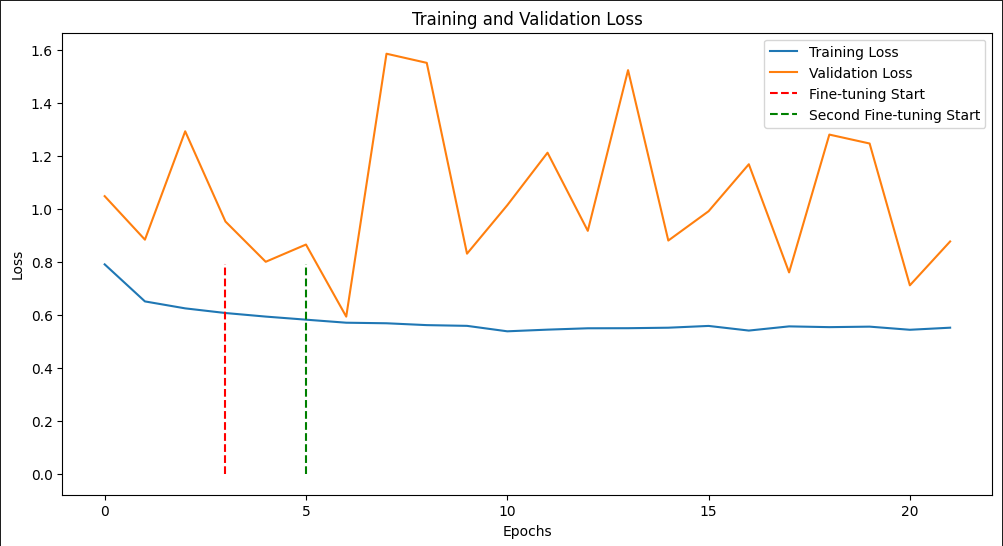 Training and Validation Loss
Training Loss
Validation Loss
Fine-tuning Start
Second Fine-tuning Start
Loss
1.6
1.4
1.2
1.0
0.8
0.6
0.4
0.2
0.0
0 5 10 15 20
Epochs